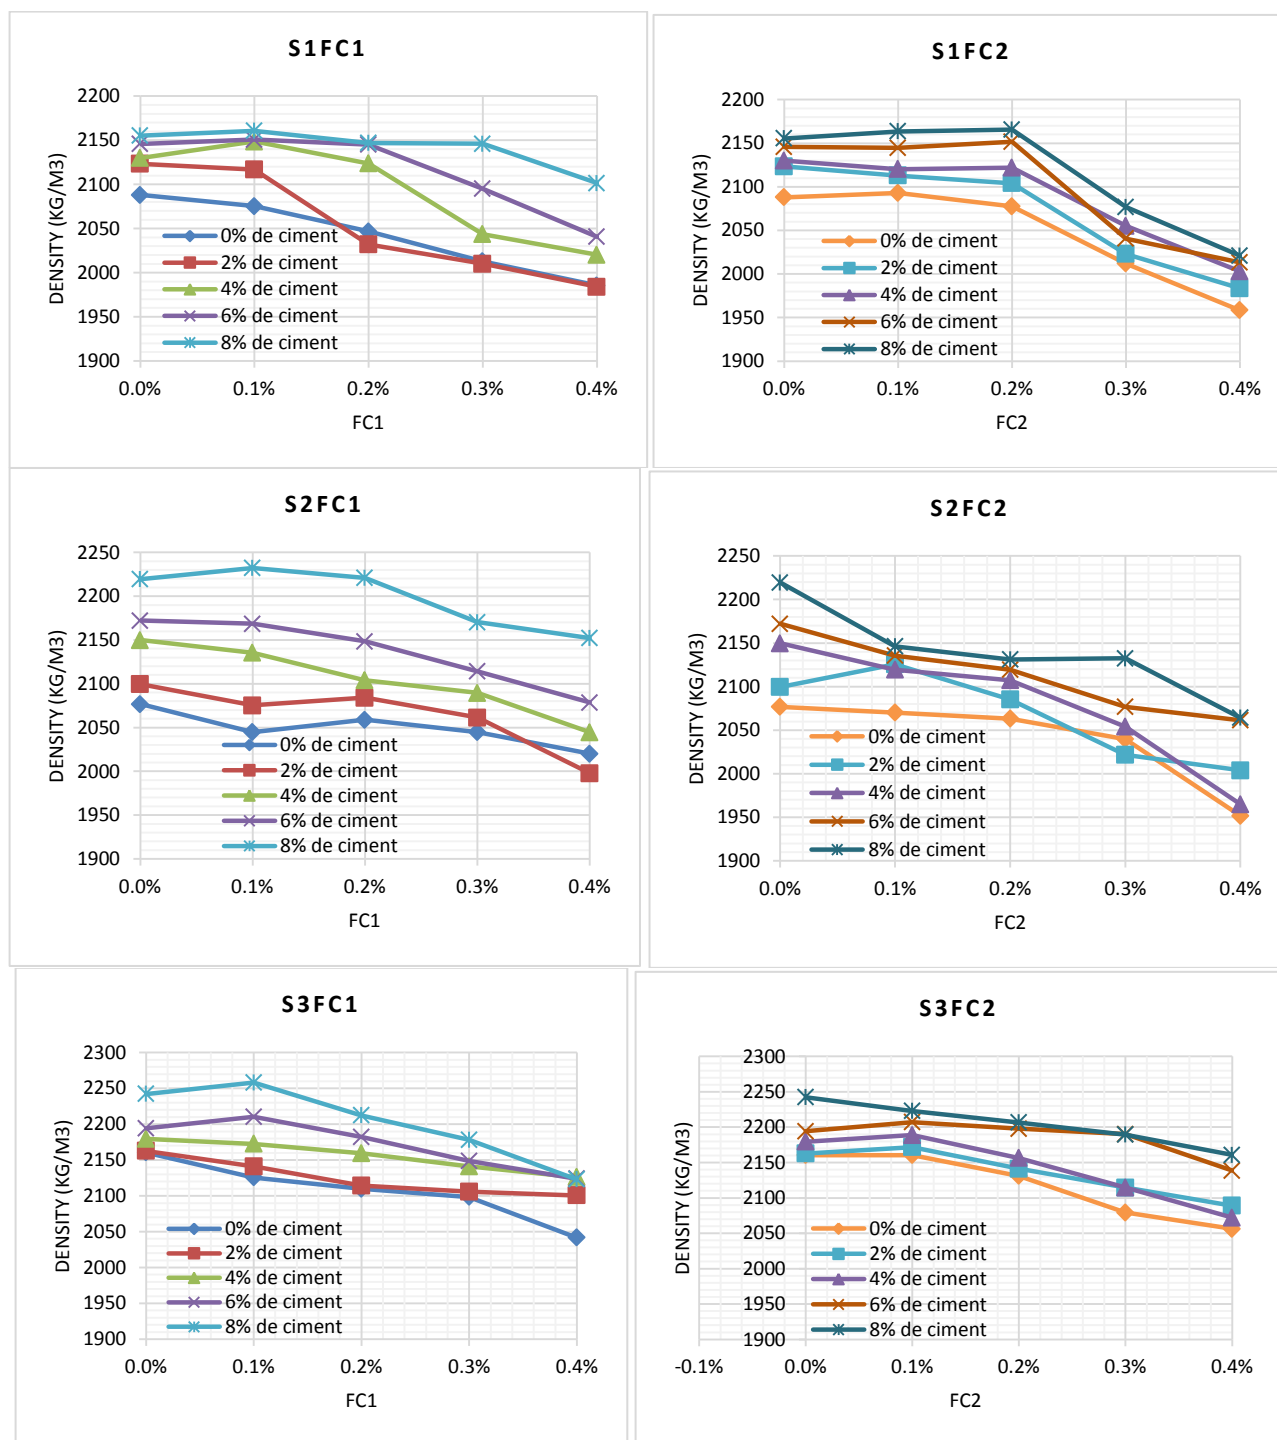 S1FC1
DENSITY (KG/M3)
2200
2150
2100
2050
2000
1950
1900
0% de ciment
2% de ciment
4% de ciment
6% de ciment
8% de ciment
0.0% 0.1% 0.2% 0.3% 0.4%
FC1
S1FC2
DENSITY (KG/M3)
2200
2150
2100
2050
2000
1950
1900
0% de ciment
2% de ciment
4% de ciment
6% de ciment
8% de ciment
0.0% 0.1% 0.2% 0.3% 0.4%
FC2
S2FC1
DENSITY (KG/M3)
2250
2200
2150
2100
2050
2000
1950
1900
0% de ciment
2% de ciment
4% de ciment
6% de ciment
8% de ciment
0.0% 0.1% 0.2% 0.3% 0.4%
FC1
S2FC2
DENSITY (KG/M3)
2250
2200
2150
2100
2050
2000
1950
1900
0% de ciment
2% de ciment
4% de ciment
6% de ciment
8% de ciment
0.0% 0.1% 0.2% 0.3% 0.4%
FC2
S3FC1
DENSITY (KG/M3)
2300
2250
2200
2150
2100
2050
2000
1950
1900
0% de ciment
2% de ciment
4% de ciment
6% de ciment
8% de ciment
0.0% 0.1% 0.2% 0.3% 0.4%
FC1
S3FC2
DENSITY (KG/M3)
2300
2250
2200
2150
2100
2050
2000
1950
1900
0% de ciment
2% de ciment
4% de ciment
6% de ciment
8% de ciment
-0.1% 0.0% 0.1% 0.2% 0.3% 0.4%
FC2